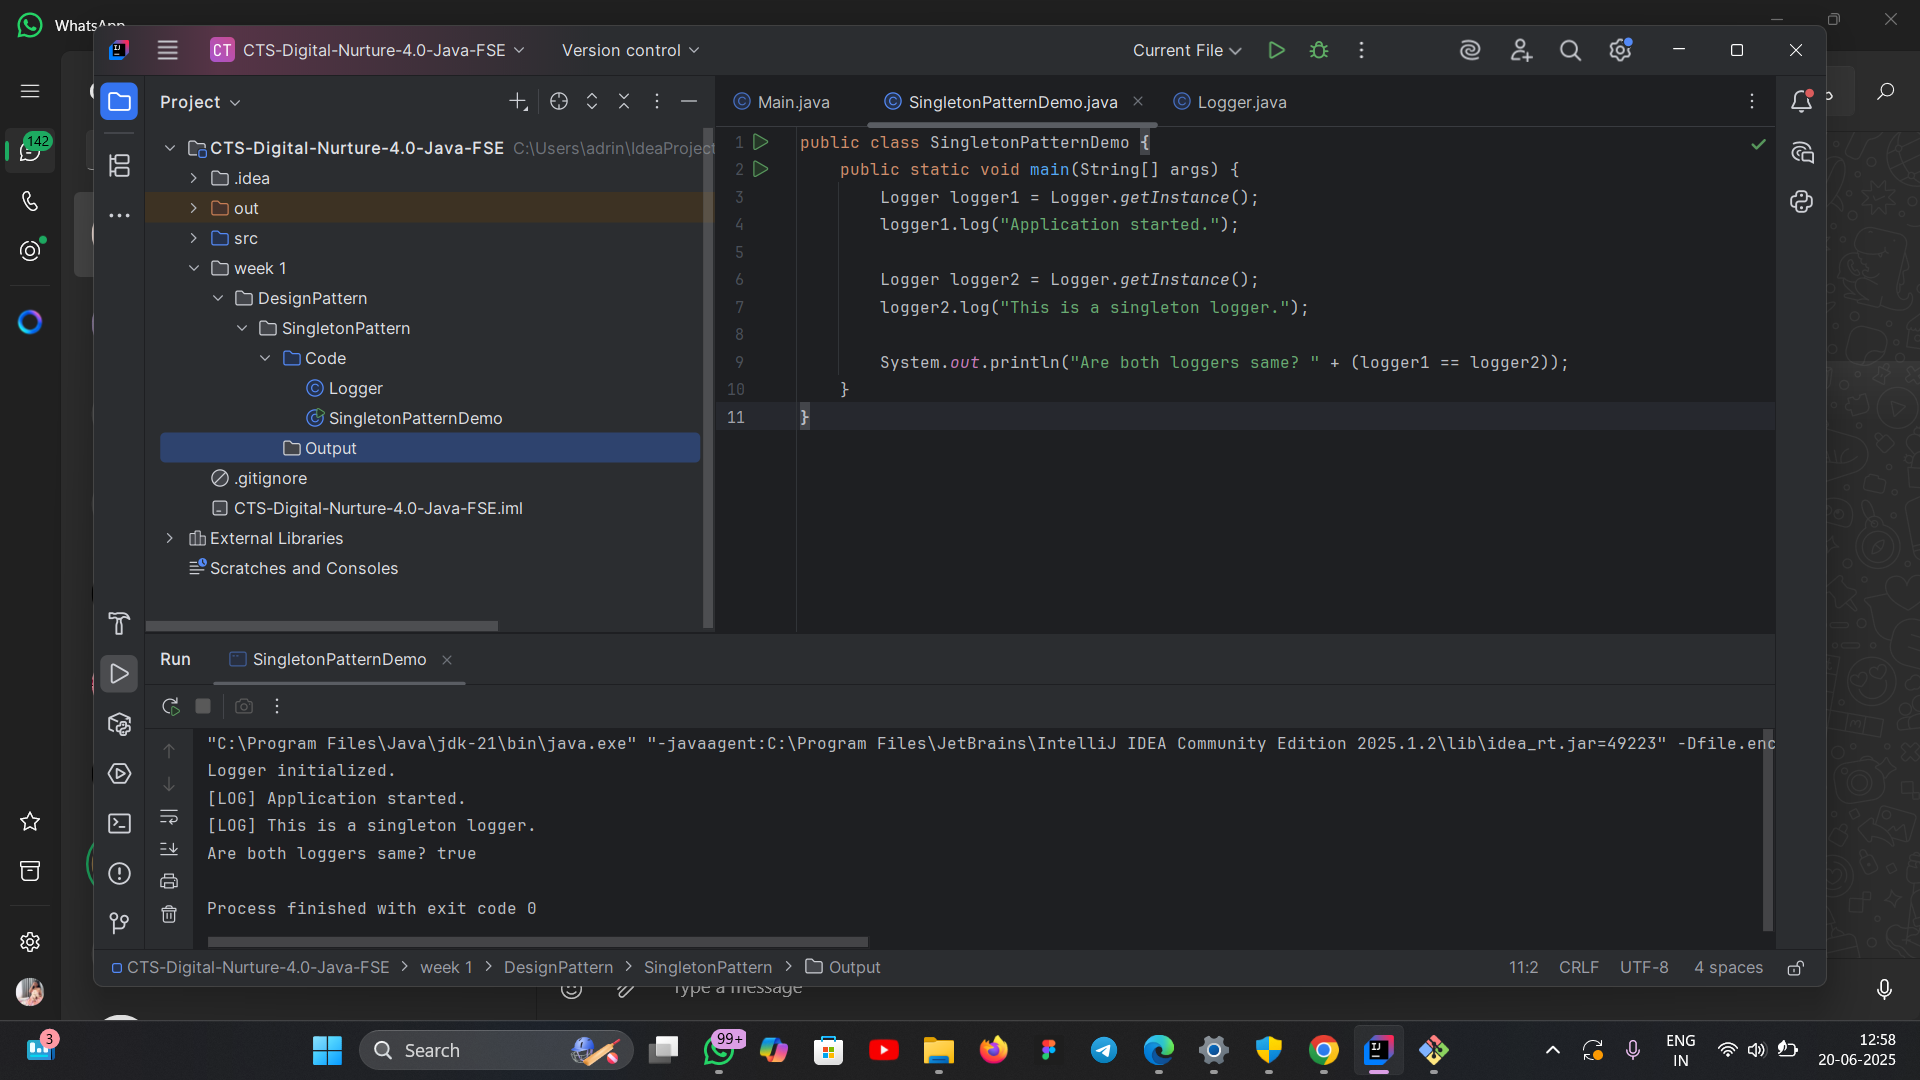 WhatsApp
CT CTS-Digital-Nurture-4.0-Java-FSE
Version control
Current File
142
Project
CTS-Digital-Nurture-4.0-Java-FSE C:\Users\adrin\IdeaProject
.idea
out
src
week 1
DesignPattern
SingletonPattern
Code
Logger
SingletonPatternDemo
Output
.gitignore
CTS-Digital-Nurture-4.0-Java-FSE.iml
External Libraries
Scratches and Consoles
Main.java
SingletonPatternDemo.java
Logger.java
1 public class SingletonPatternDemo {
2 public static void main(String[] args) {
3 Logger logger1 = Logger.getInstance();
4 logger1.log("Application started.");
5
6 Logger logger2 = Logger.getInstance();
7 logger2.log("This is a singleton logger.");
8
9 System.out.println("Are both loggers same? " + (logger1 == logger2));
10 }
11 }
Run
SingletonPatternDemo
"C:\Program Files\Java\jdk-21\bin\java.exe" "-javaagent:C:\Program Files\JetBrains\IntelliJ IDEA Community Edition 2025.1.2\lib\idea_rt.jar=49223" -Dfile.enc
Logger initialized.
[LOG] Application started.
[LOG] This is a singleton logger.
Are both loggers same? true
Process finished with exit code 0
CTS-Digital-Nurture-4.0-Java-FSE > week 1 > DesignPattern > SingletonPattern > Output
11:2 CRLF UTF-8 4 spaces
Type a message
3
Search
99+
ENG
IN
12:58
20-06-2025